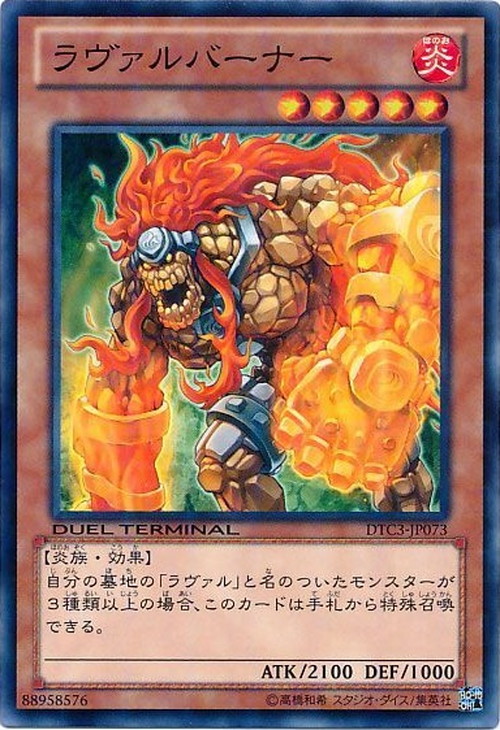 ラヴァルバーナー
ほのお
炎
DUEL TERMINAL DTC3-JP073
【炎族・効果】
自分の墓地の「ラヴァル」と名のついたモンスターが
3種類以上の場合、このカードは手札から特殊召喚
できる。
ATK/2100 DEF/1000
88958576 ©高橋和希 スタジオ・ダイス/集英社